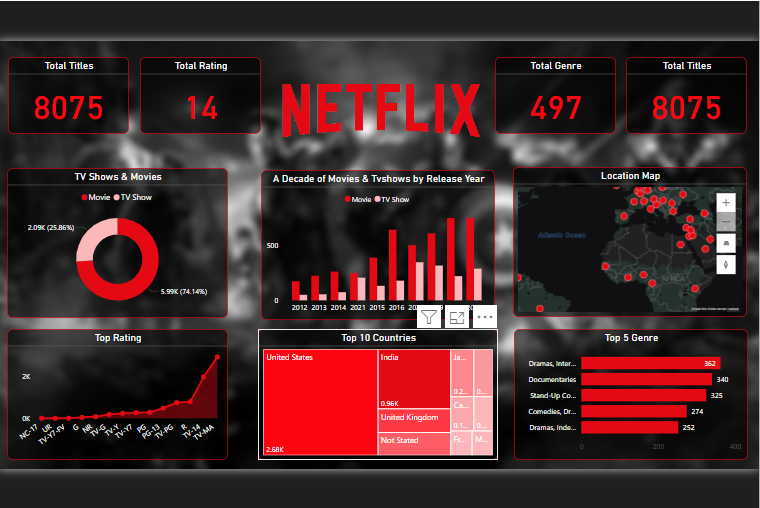 Total Titles
8075
Total Rating
14
NETFLIX
Total Genre
497
Total Titles
8075
TV Shows & Movies
Movie TV Show
2.09K (25.86%)
5.99K (74.14%)
A Decade of Movies & Tvshows by Release Year
Movie TV Show
500
0
2012 2013 2014 2021 2015 2016
Location Map
Atlantic Ocean
AFRICA
Top Rating
2K
0K
NC-17 UR TV-Y7-FV G NR TV-G TV-Y TV-Y7 PG PG-13 TV-PG R TV-14 TV-MA
Top 10 Countries
United States
2.68K
India
0.96K
United Kingdom
Not Stated
Ja...
0.2...
0...
Ca...
0.1...
0...
Fr...
M...
Top 5 Genre
Dramas, Inter...
362
Documentaries
340
Stand-Up Co...
325
Comedies, Dr...
274
Dramas, Inde...
252
0 200 400